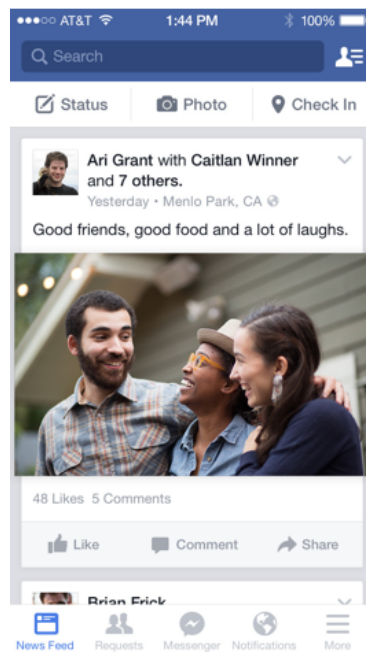 AT&T 1:44 PM 100%
Search
Status Photo Check In
Ari Grant with Caitlan Winner
and 7 others.
Yesterday • Menlo Park, CA
Good friends, good food and a lot of laughs.
48 Likes 5 Comments
Like Comment Share
Brian Frick
News Feed Requests Messenger Notifications More